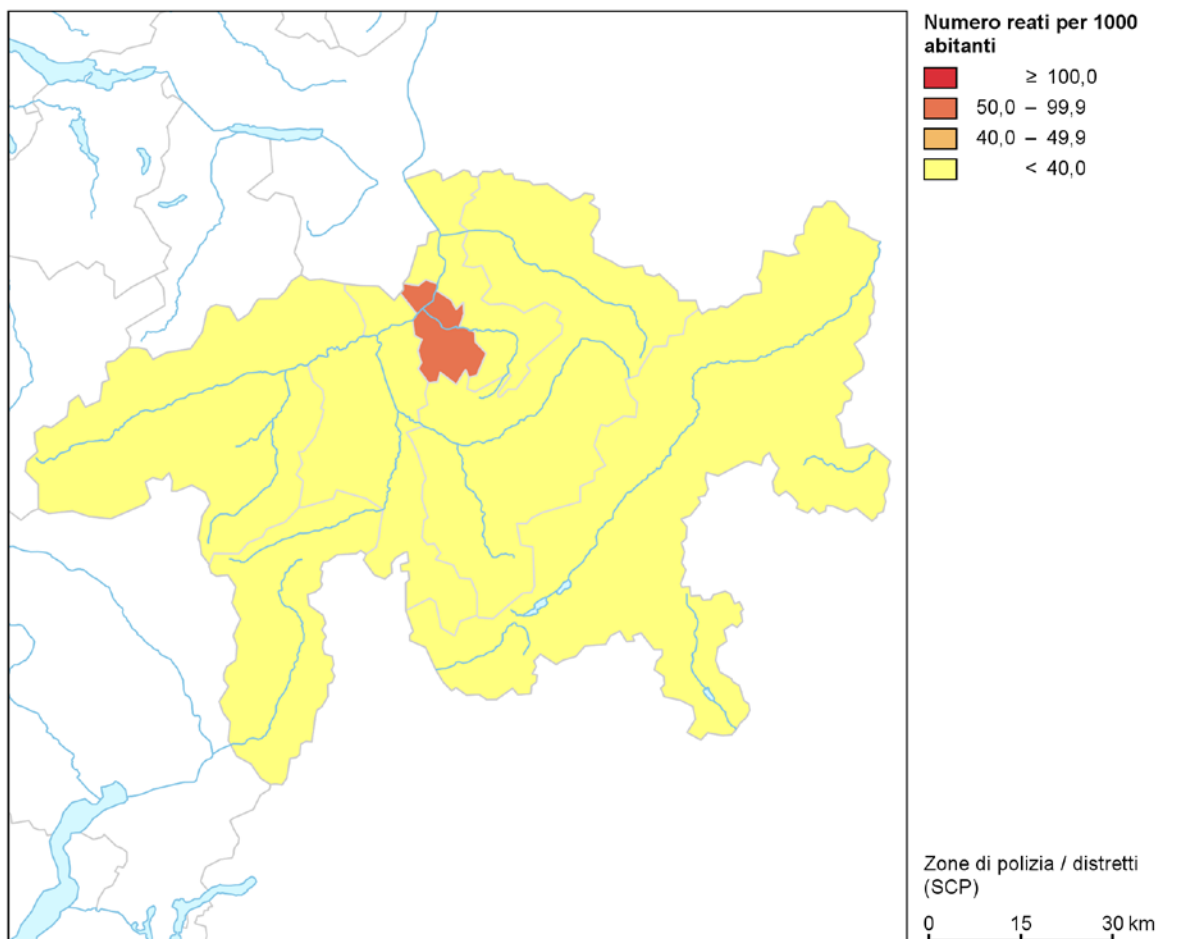 Numero reati per 1000
abitanti
≥ 100,0
50,0 – 99,9
40,0 – 49,9
< 40,0
Zone di polizia / distretti
(SCP)
0 15 30 km